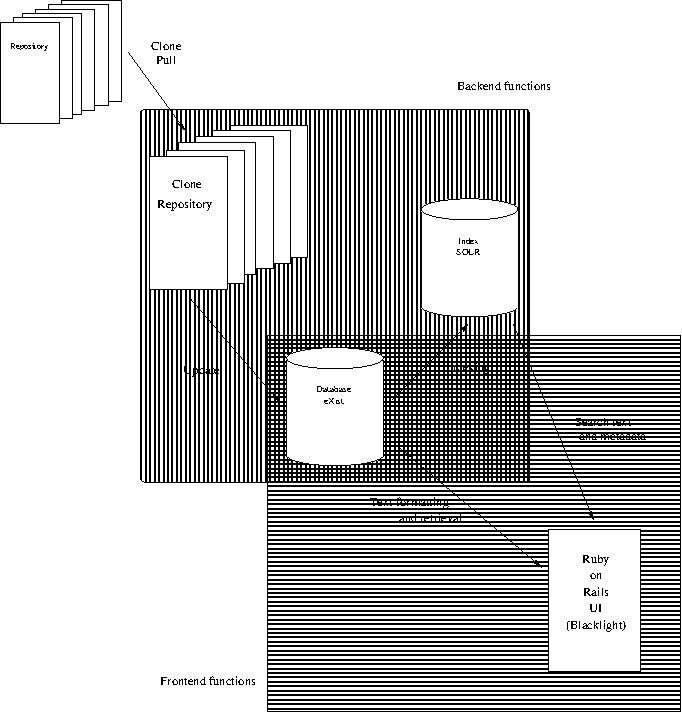 Repository
Clone
Pull
Backend functions
Clone
Repository
Index
SOLR
Update
Database
eXist
Search text
and metadata
Text formatting
and retrieval
Ruby
on
Rails
UI
(Blacklight)
Frontend functions